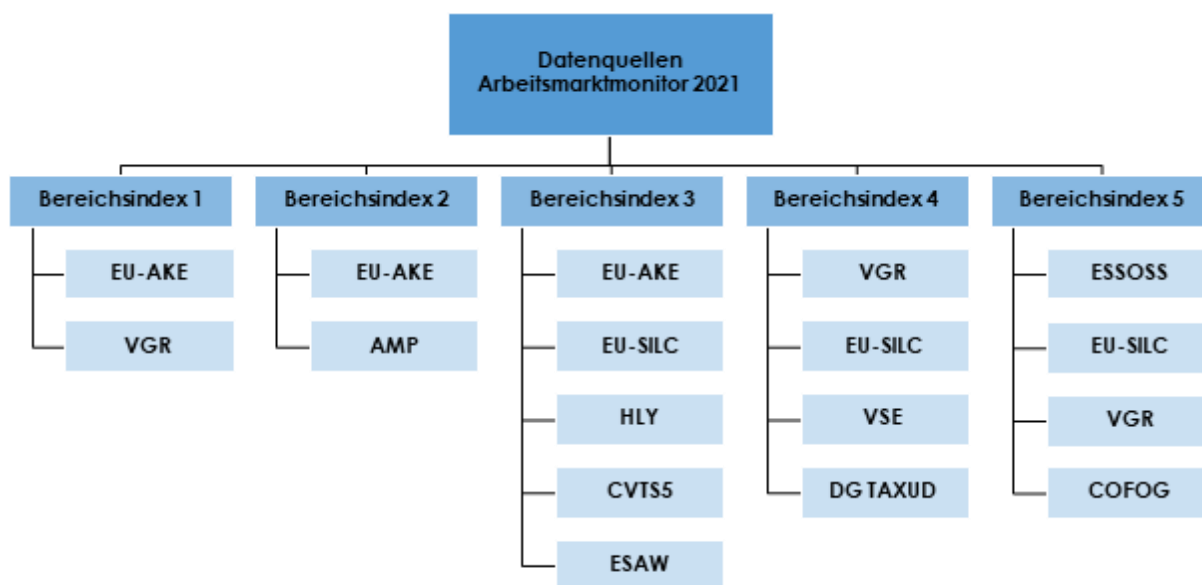 Datenquellen
Arbeitsmarktmonitor 2021
Bereichsindex 1
EU-AKE
VGR
Bereichsindex 2
EU-AKE
AMP
Bereichsindex 3
EU-AKE
EU-SILC
HLY
CVTS5
ESAW
Bereichsindex 4
VGR
EU-SILC
VSE
DG TAXUD
Bereichsindex 5
ESSOSS
EU-SILC
VGR
COFOG